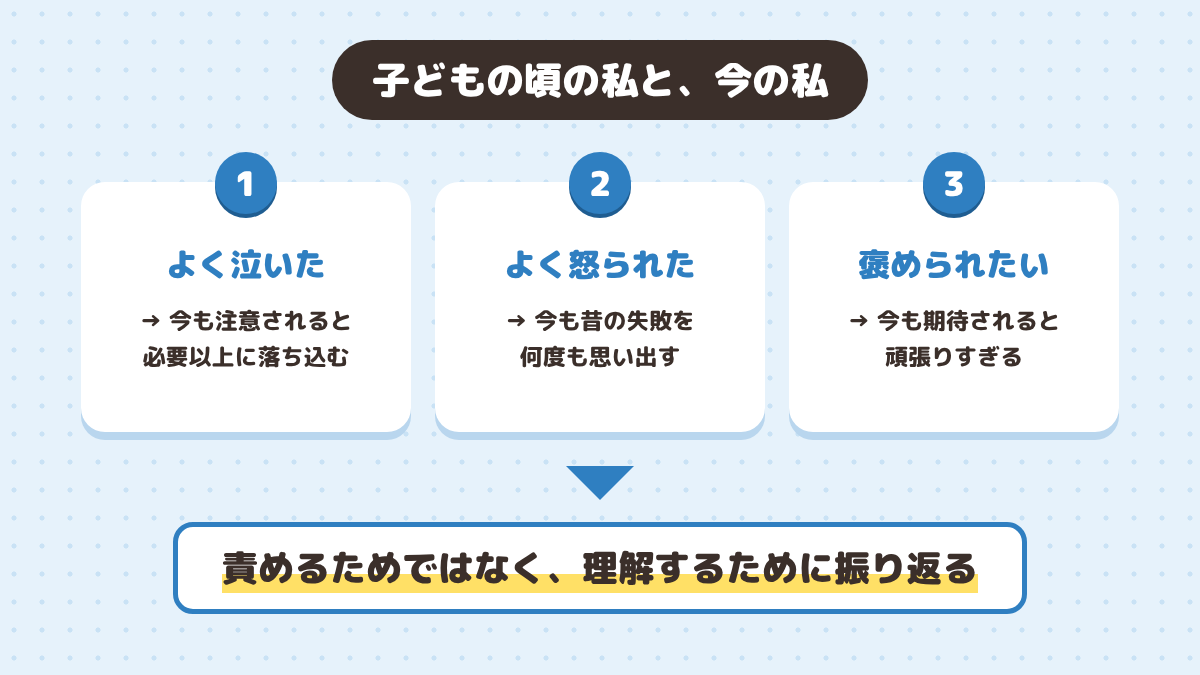 子どもの頃の私と、今の私
1
よく泣いた
→ 今も注意されると
必要以上に落ち込む
2
よく怒られた
→ 今も昔の失敗を
何度も思い出す
3
褒められたい
→ 今も期待されると
頑張りすぎる
責めるためではなく、理解するために振り返る